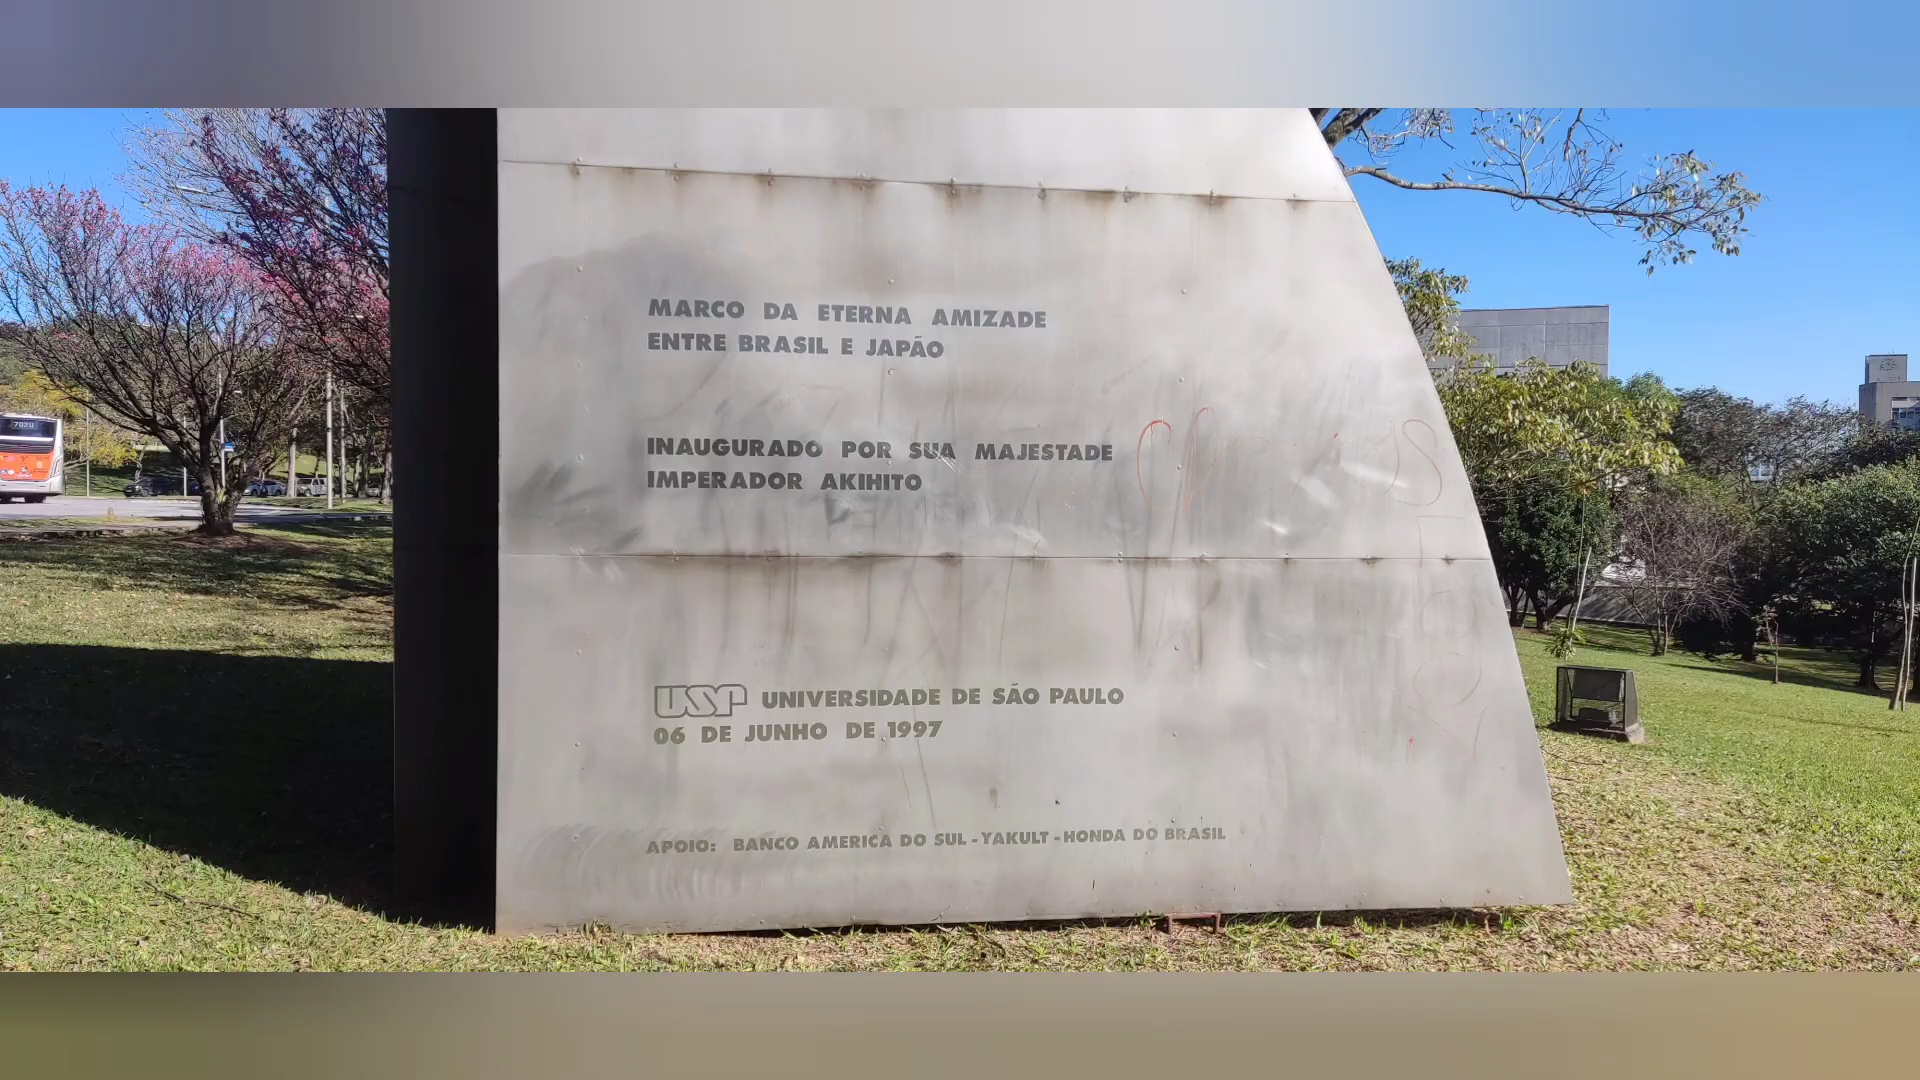 MARCO DA ETERNA AMIZADE
ENTRE BRASIL E JAPÃO
INAUGURADO POR SUA MAJESTADE
IMPERADOR AKIHITO
USP UNIVERSIDADE DE SÃO PAULO
06 DE JUNHO DE 1997
APOIO: BANCO AMERICA DO SUL - YAKULT - HONDA DO BRASIL